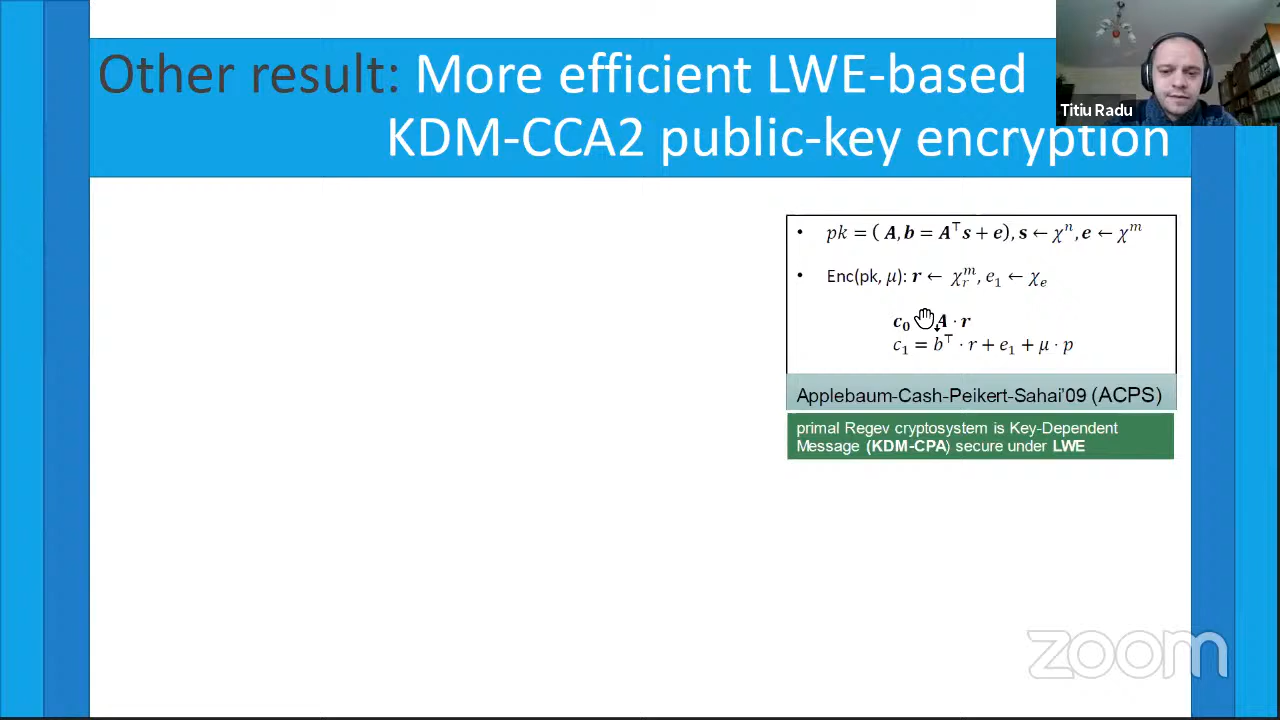 Other result: More efficient LWE-based
KDM-CCA2 public-key encryption
Titiu Radu
• pk = ( A, b = A⊤s + e), s ← χⁿ, e ← χᵐ
• Enc(pk, μ): r ← χᵣᵐ, e₁ ← χₑ
c₀ A · r
c₁ = b⊤ · r + e₁ + μ · p
Applebaum-Cash-Peikert-Sahai'09 (ACPS)
primal Regev cryptosystem is Key-Dependent
Message (KDM-CPA) secure under LWE
zoom